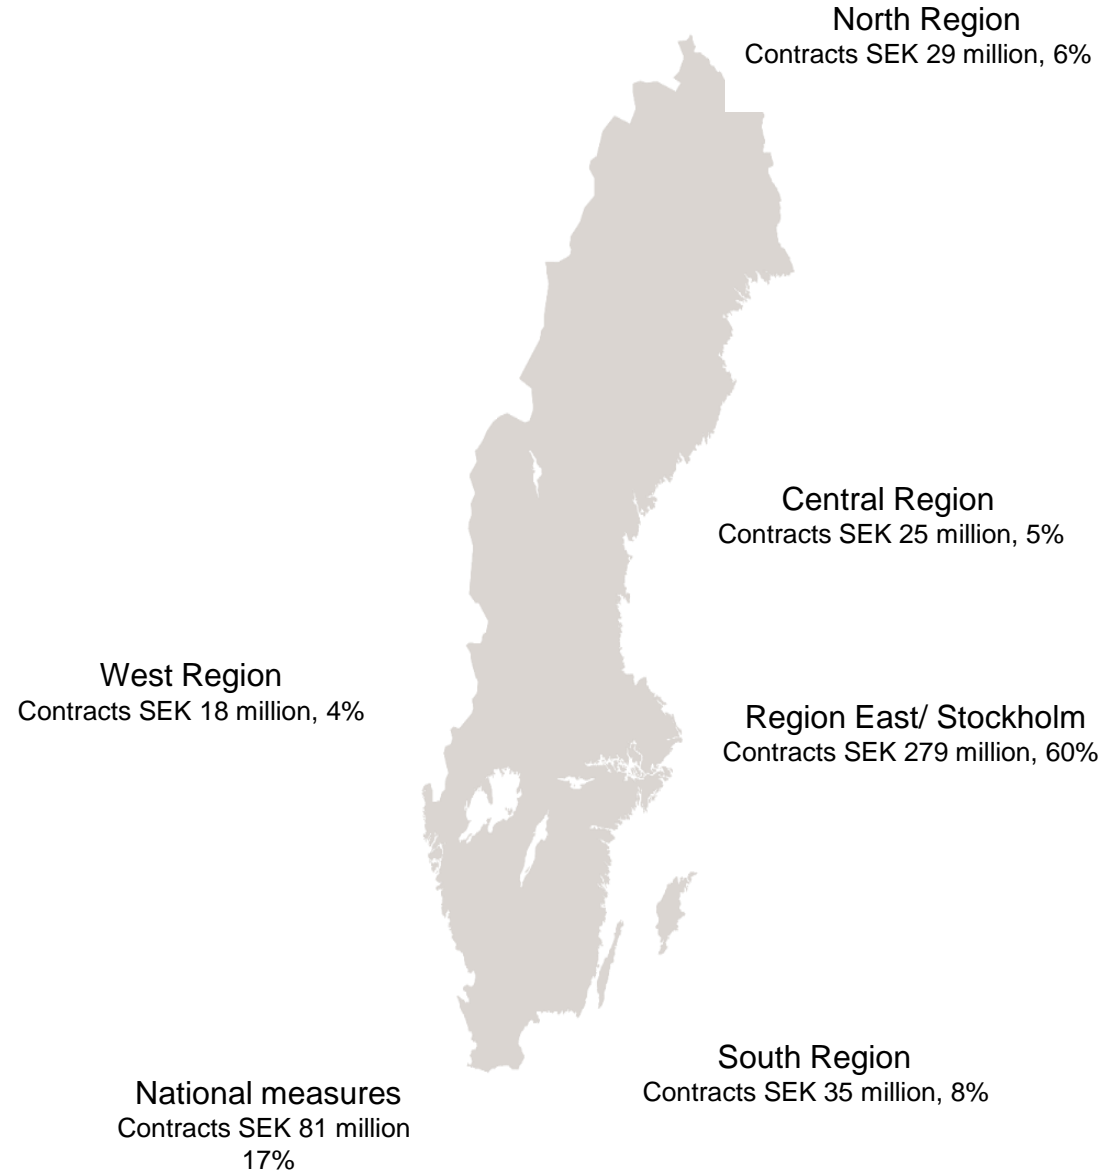 North Region
Contracts SEK 29 million, 6%
Central Region
Contracts SEK 25 million, 5%
West Region
Contracts SEK 18 million, 4%
Region East/ Stockholm
Contracts SEK 279 million, 60%
South Region
Contracts SEK 35 million, 8%
National measures
Contracts SEK 81 million
17%